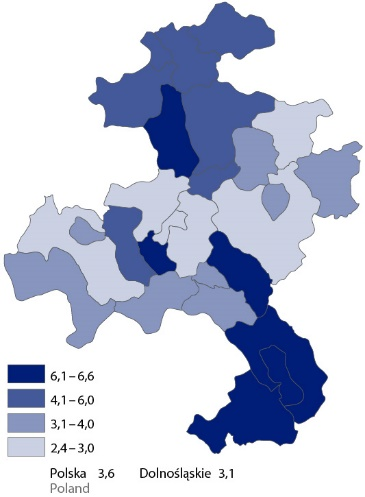 6,1–6,6
4,1–6,0
3,1–4,0
2,4–3,0
Polska 3,6 Dolnośląskie 3,1
Poland